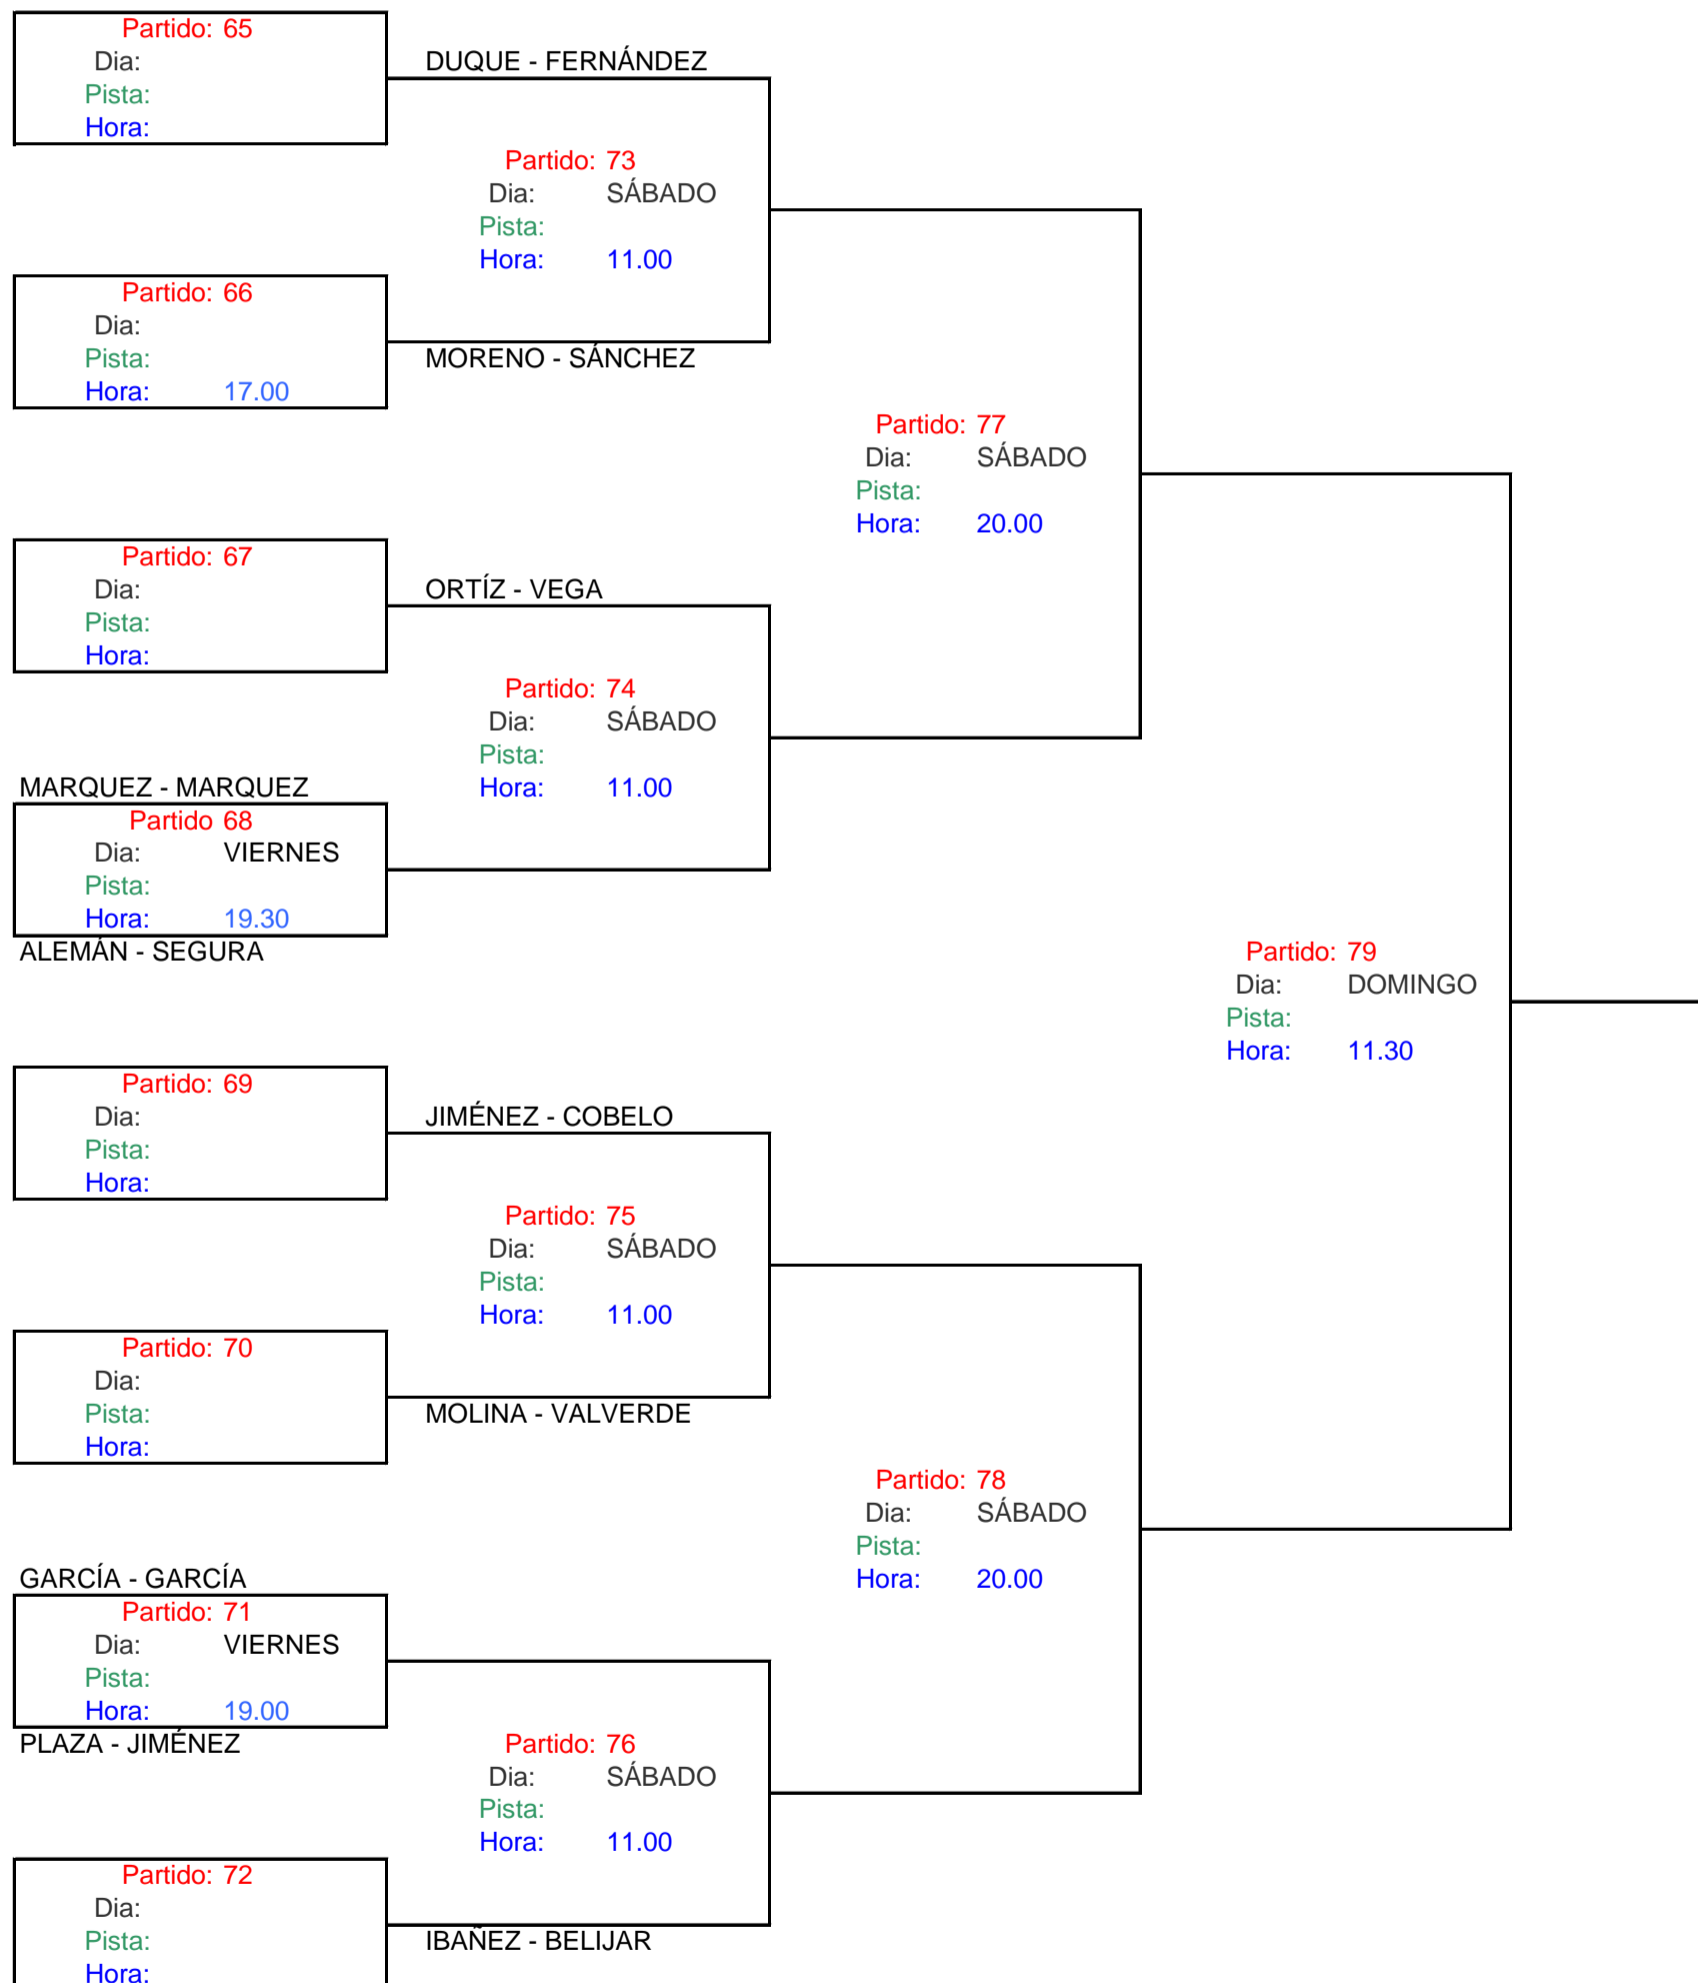 Partido: 65
Dia:
Pista:
Hora:
DUQUE - FERNÁNDEZ
Partido: 73
Dia: SÁBADO
Pista:
Hora: 11.00
Partido: 66
Dia:
Pista:
Hora: 17.00
MORENO - SÁNCHEZ
Partido: 77
Dia: SÁBADO
Pista:
Hora: 20.00
Partido: 67
Dia:
Pista:
Hora:
ORTÍZ - VEGA
Partido: 74
Dia: SÁBADO
Pista:
Hora: 11.00
MARQUEZ - MARQUEZ
Partido 68
Dia: VIERNES
Pista:
Hora: 19.30
ALEMÁN - SEGURA
Partido: 79
Dia: DOMINGO
Pista:
Hora: 11.30
Partido: 69
Dia:
Pista:
Hora:
JIMÉNEZ - COBELO
Partido: 75
Dia: SÁBADO
Pista:
Hora: 11.00
Partido: 70
Dia:
Pista:
Hora:
MOLINA - VALVERDE
Partido: 78
Dia: SÁBADO
Pista:
Hora: 20.00
GARCÍA - GARCÍA
Partido: 71
Dia: VIERNES
Pista:
Hora: 19.00
PLAZA - JIMÉNEZ
Partido: 76
Dia: SÁBADO
Pista:
Hora: 11.00
Partido: 72
Dia:
Pista:
Hora:
IBAÑEZ - BELIJAR